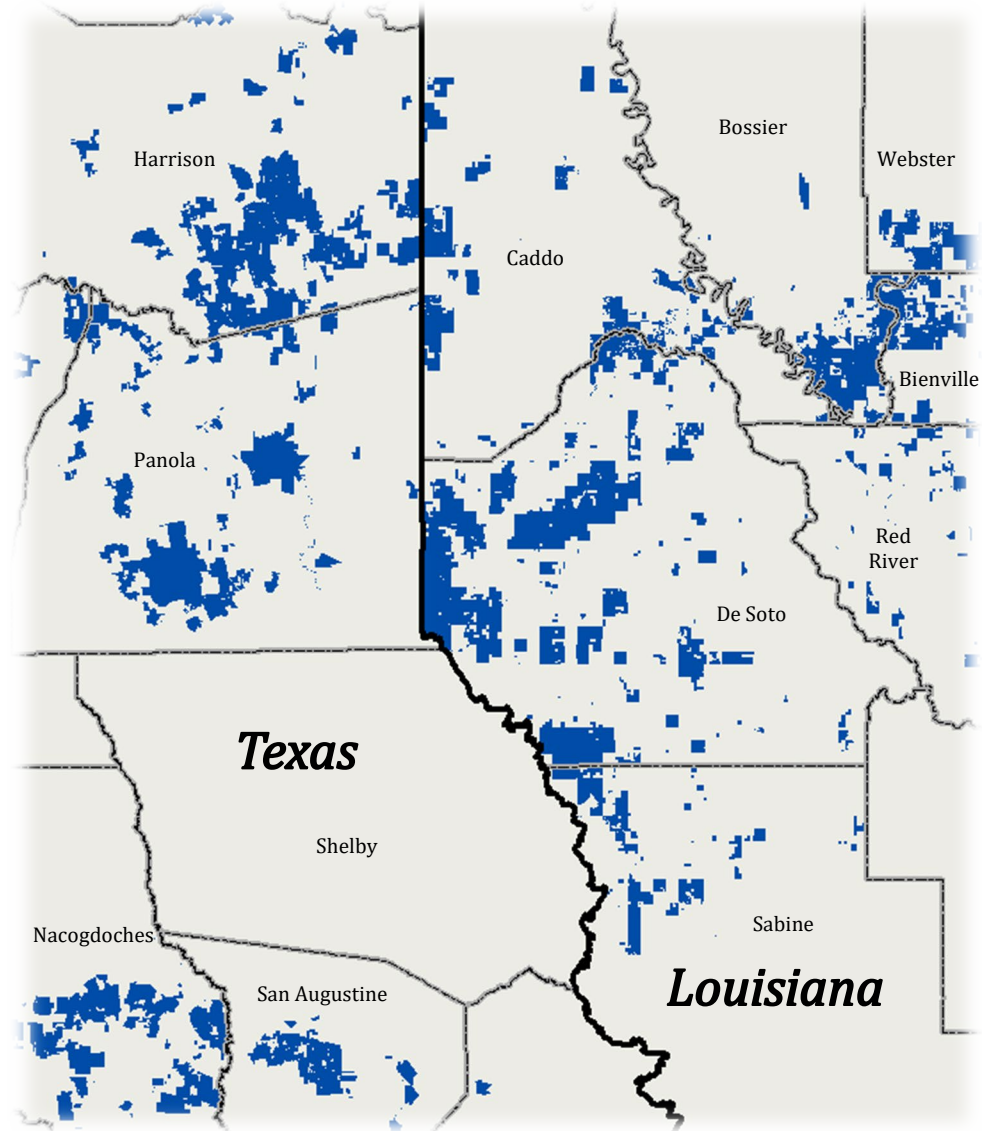 Bossier
Harrison
Webster
Caddo
Bienville
Panola
Red
River
De Soto
Texas
Shelby
Sabine
Nacogdoches
Louisiana
San Augustine